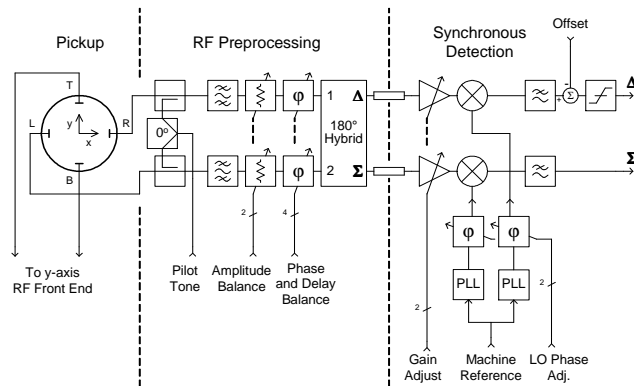 Pickup
RF Preprocessing
Synchronous
Detection
Offset
T
L
R
y
x
B
0º
φ
φ
1
Δ
180°
Hybrid
2
Σ
-
+
Σ
Δ
Σ
2
4
φ
φ
PLL
PLL
2
2
To y-axis
RF Front End
Pilot
Tone
Amplitude
Balance
Phase
and Delay
Balance
Gain
Adjust
Machine
Reference
LO Phase
Adj.